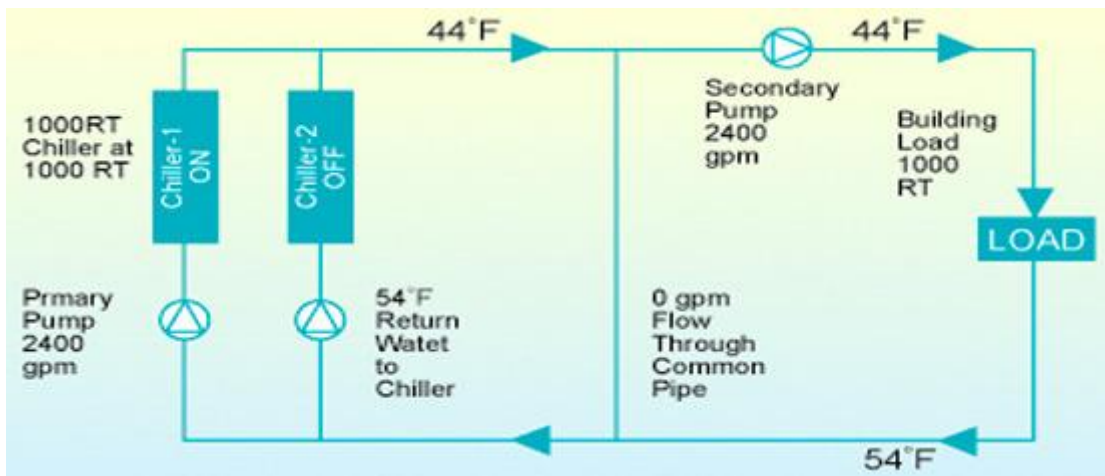 44°F
44°F
1000RT
Chiller at
1000 RT
Chiller-1
ON
Chiller-2
OFF
Secondary
Pump
2400
gpm
Building
Load
1000
RT
LOAD
Prmary
Pump
2400
gpm
54°F
Return
Watet
to
Chiller
0 gpm
Flow
Through
Common
Pipe
54°F